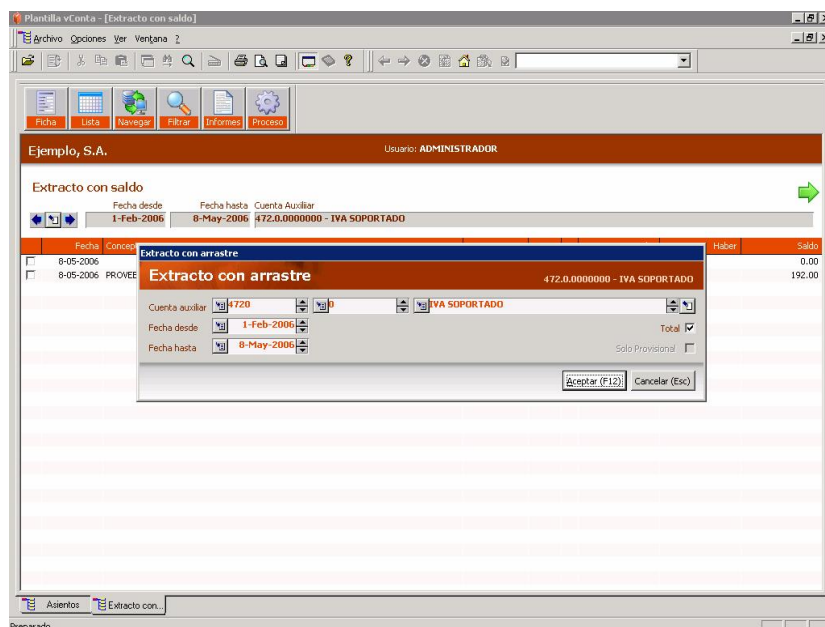 Plantilla vConta - [Extracto con saldo]
Archivo Opciones Ver Ventana ?
Ficha Lista Navegar Filtrar Informes Proceso
Ejemplo, S.A. Usuario: ADMINISTRADOR
Extracto con saldo
Fecha desde Fecha hasta Cuenta Auxiliar
1-Feb-2006 8-May-2006 472.0.0000000 - IVA SOPORTADO
Fecha Concep Haber Saldo
8-05-2006 0.00
8-05-2006 PROVEE 192.00
Extracto con arrastre
Extracto con arrastre 472.0.0000000 - IVA SOPORTADO
Cuenta auxiliar 4720 0 IVA SOPORTADO
Fecha desde 1-Feb-2006 Total
Fecha hasta 8-May-2006 Solo Provisional
Aceptar (F12) Cancelar (Esc)
Asientos Extracto con...
Preparado